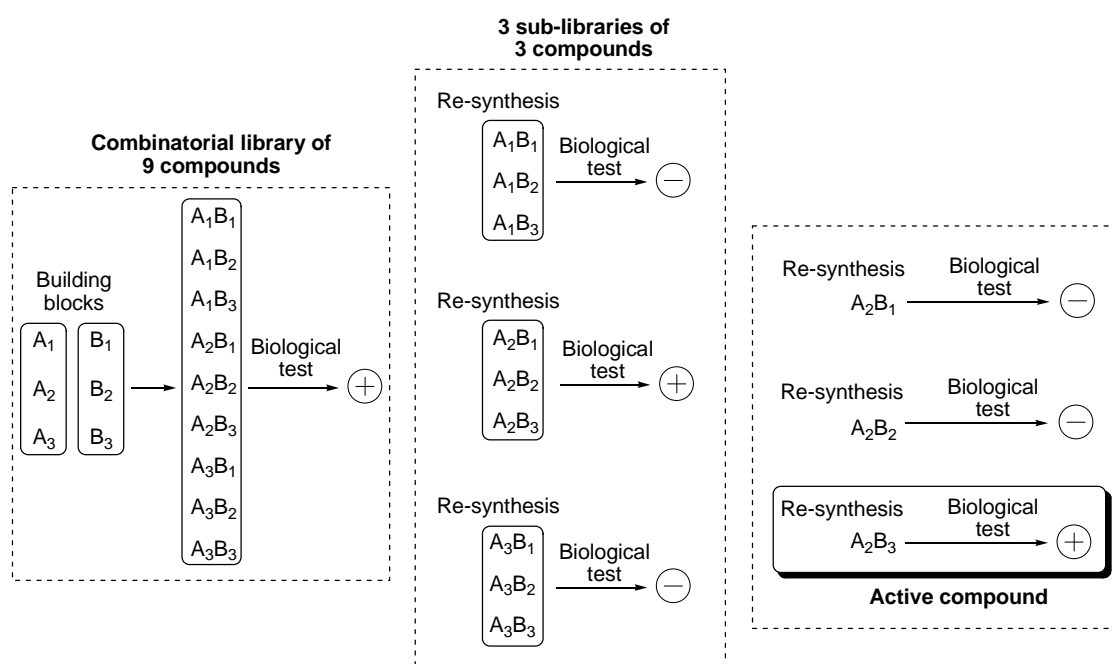 Combinatorial library of
9 compounds
Building
blocks
A₁
A₂
A₃
B₁
B₂
B₃
A₁B₁
A₁B₂
A₁B₃
A₂B₁
A₂B₂
A₂B₃
A₃B₁
A₃B₂
A₃B₃
Biological
test
+
3 sub-libraries of
3 compounds
Re-synthesis
A₁B₁
A₁B₂
A₁B₃
Biological
test
−
Re-synthesis
A₂B₁
A₂B₂
A₂B₃
Biological
test
+
Re-synthesis
A₃B₁
A₃B₂
A₃B₃
Biological
test
−
Re-synthesis
A₂B₁
Biological
test
−
Re-synthesis
A₂B₂
Biological
test
−
Re-synthesis
A₂B₃
Biological
test
+
Active compound